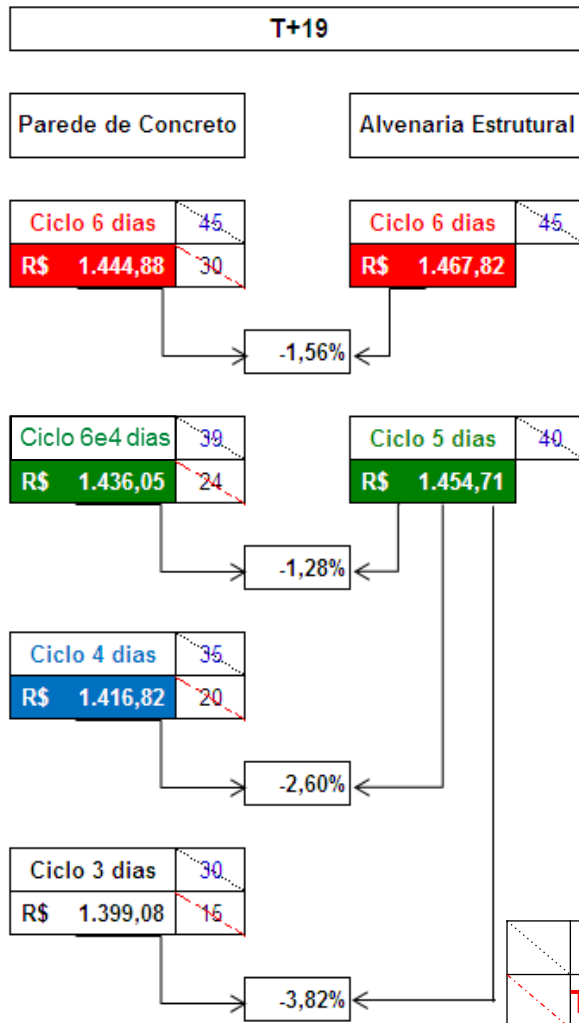 T+19
Parede de Concreto
Alvenaria Estrutural
Ciclo 6 dias 45
R$ 1.444,88 30
Ciclo 6 dias 45
R$ 1.467,82
-1,56%
Ciclo 6e4 dias 39
R$ 1.436,05 24
Ciclo 5 dias 40
R$ 1.454,71
-1,28%
Ciclo 4 dias 35
R$ 1.416,82 20
-2,60%
Ciclo 3 dias 30
R$ 1.399,08 15
-3,82%
T